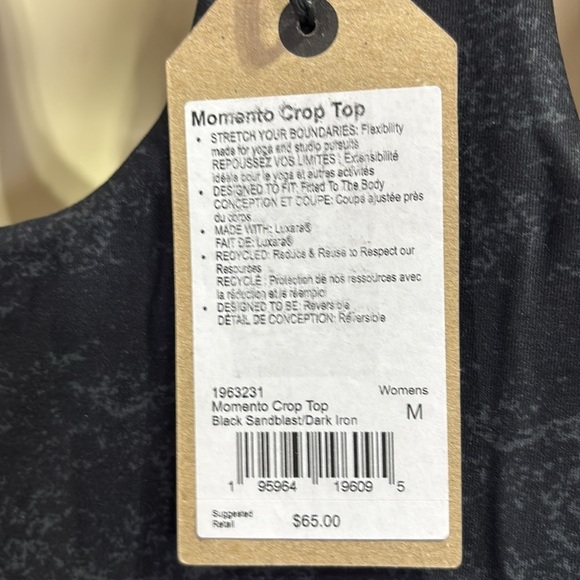 Momento Crop Top
• STRETCH YOUR BOUNDARIES: Flexibility
made for yoga and studio pursuits
REPOUSSEZ VOS LIMITES : Extensibilité
idéale pour le yoga et autres activités
• DESIGNED TO FIT: Fitted To The Body
CONCEPTION ET COUPE: Coupe ajustée près
du corps
• MADE WITH: Luxara®
FAIT DE: Luxara®
• RECYCLED: Reduce & Reuse to Respect our
Resources
RECYCLÉ : Protection de nos ressources avec
la réduction et le réemploi
• DESIGNED TO BE: Reversible
DÉTAIL DE CONCEPTION: Réversible
1963231 Womens
Momento Crop Top M
Black Sandblast/Dark Iron
1 95964 19609 5
Suggested
Retail $65.00